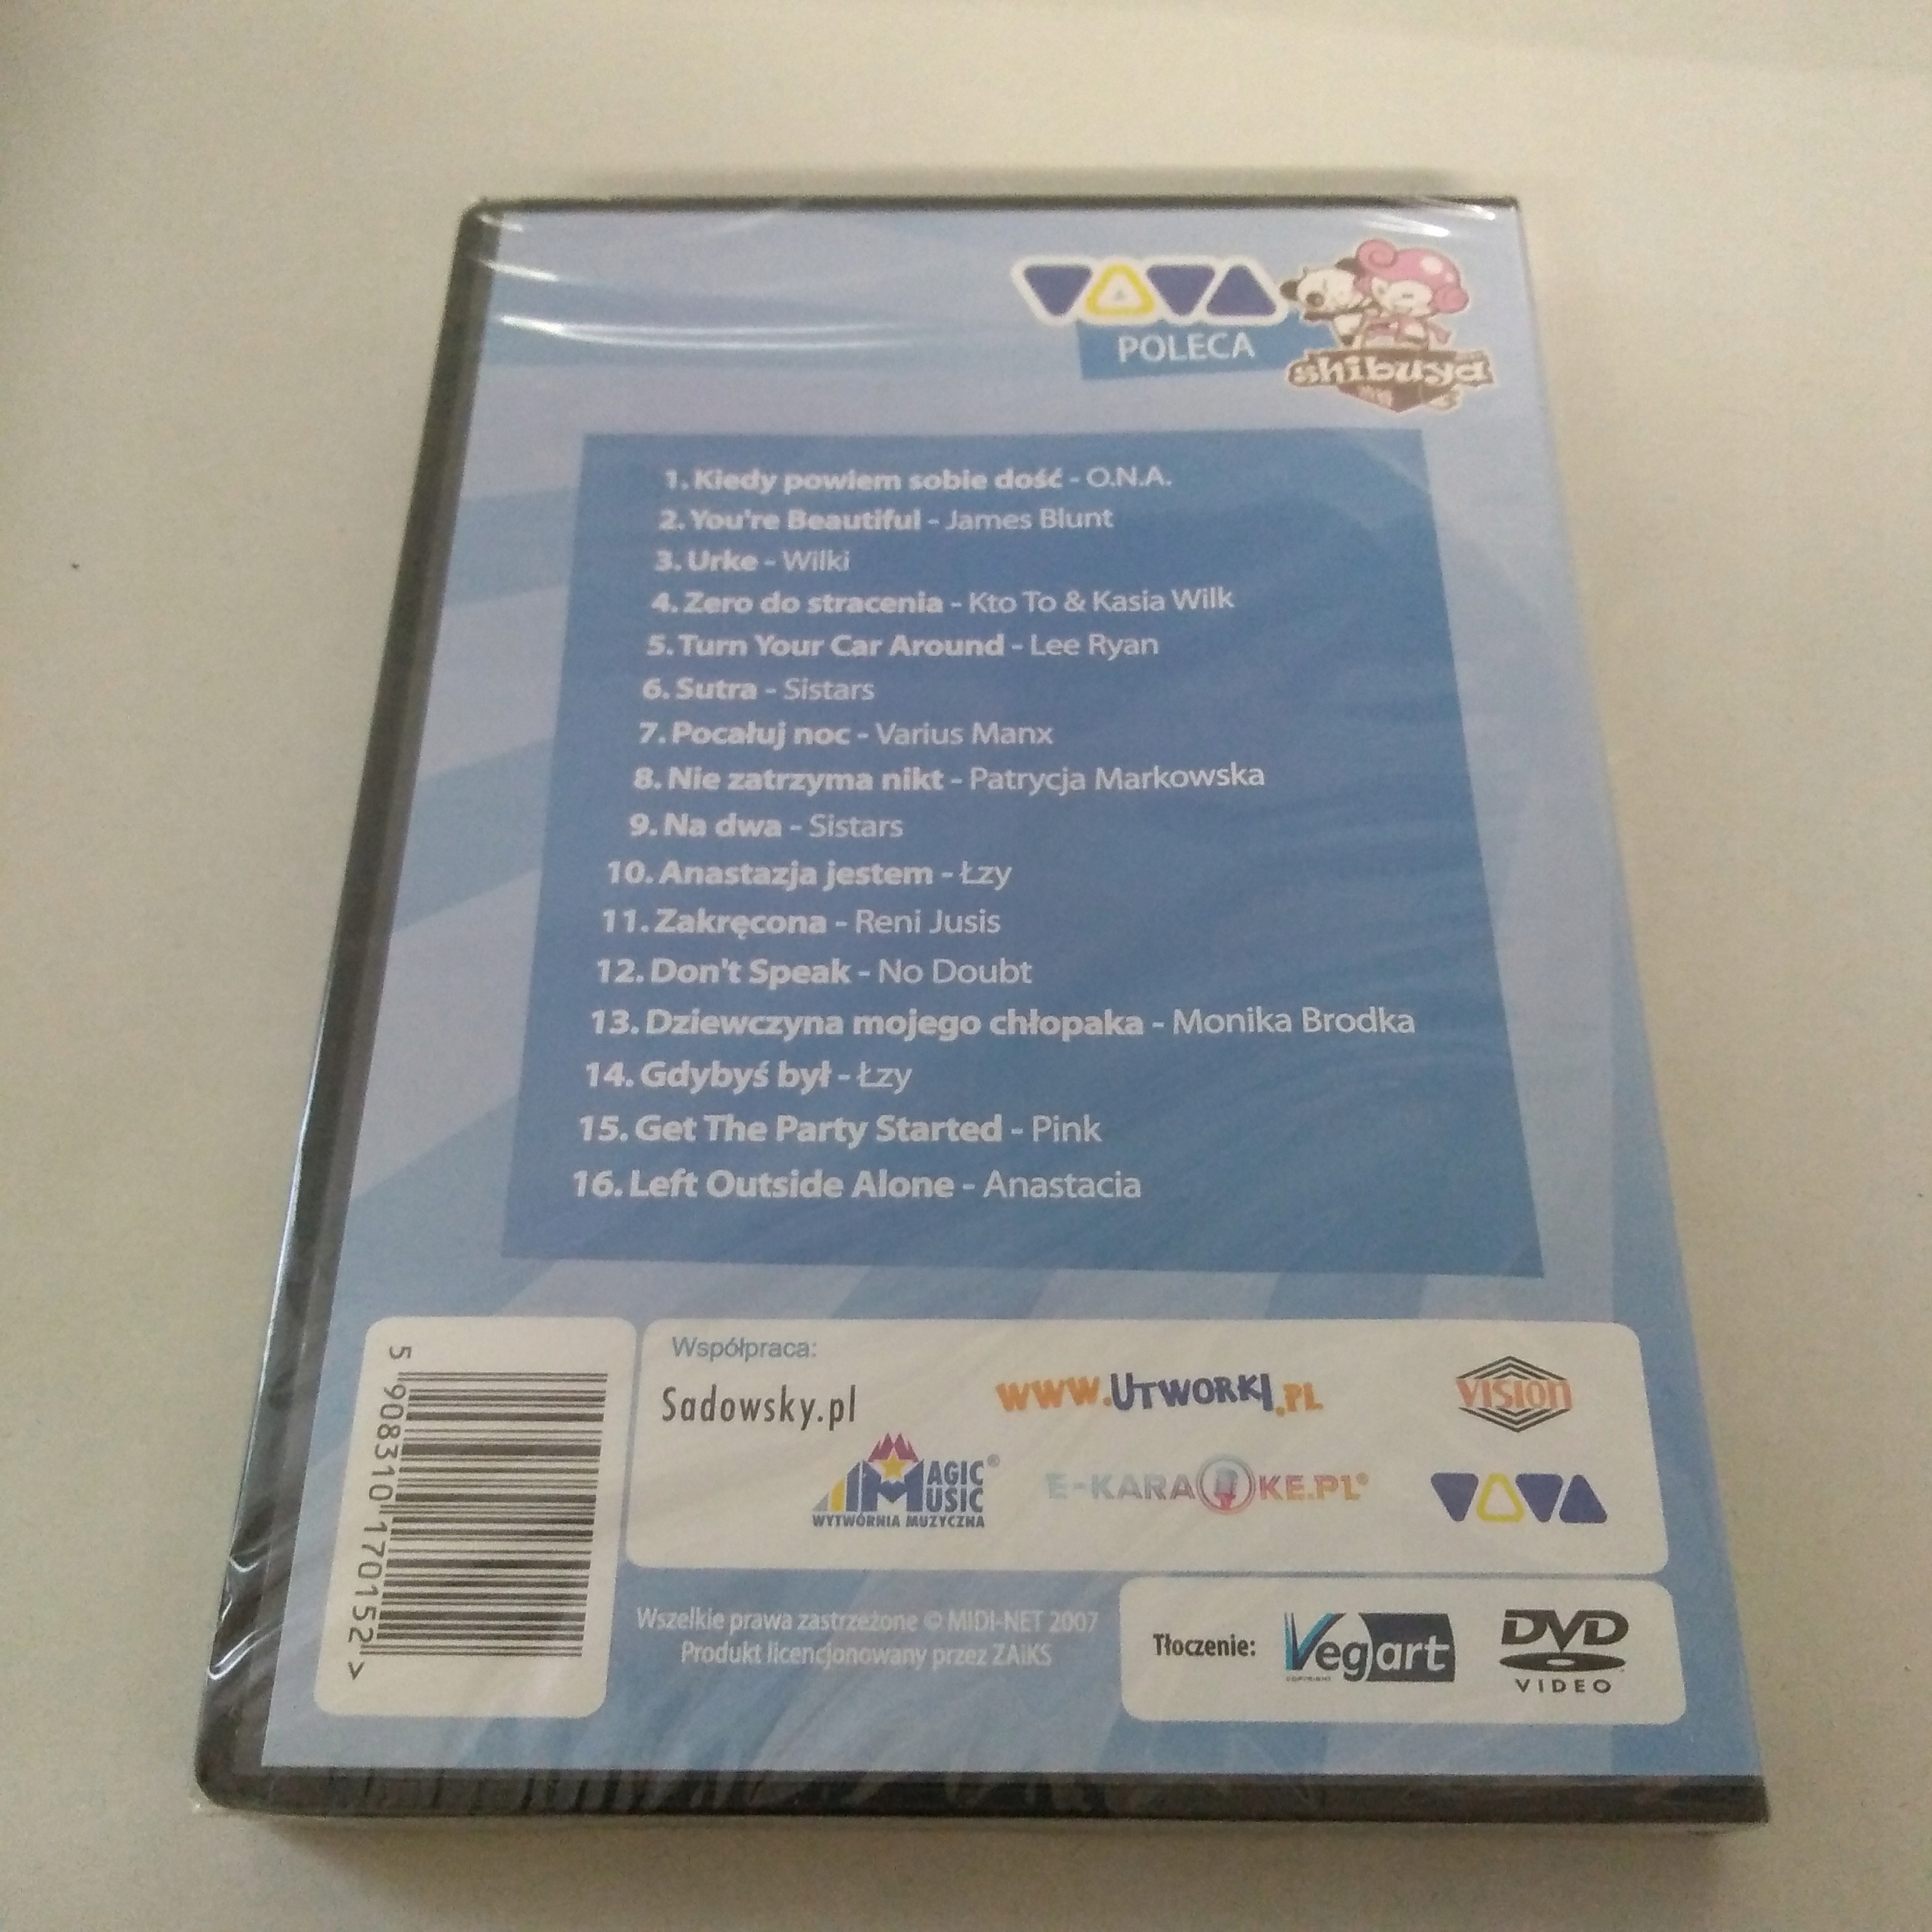 VIVA
POLECA
shibuya
1. Kiedy powiem sobie dość - O.N.A.
2. You're Beautiful - James Blunt
3. Urke - Wilki
4. Zero do stracenia - Kto To & Kasia Wilk
5. Turn Your Car Around - Lee Ryan
6. Sutra - Sistars
7. Pocałuj noc - Varius Manx
8. Nie zatrzyma nikt - Patrycja Markowska
9. Na dwa - Sistars
10. Anastazja jestem - Łzy
11. Zakręcona - Reni Jusis
12. Don't Speak - No Doubt
13. Dziewczyna mojego chłopaka - Monika Brodka
14. Gdybyś był - Łzy
15. Get The Party Started - Pink
16. Left Outside Alone - Anastacia
5 908310 170152 >
Współpraca:
Sadowsky.pl
WWW.UTWORKI.PL
VISION
MAGIC MUSIC®
WYTWÓRNIA MUZYCZNA
E-KARAOKE.PL®
VIVA
Wszelkie prawa zastrzeżone © MIDI-NET 2007
Produkt licencjonowany przez ZAiKS
Tłoczenie:
Vegart
DVD
VIDEO